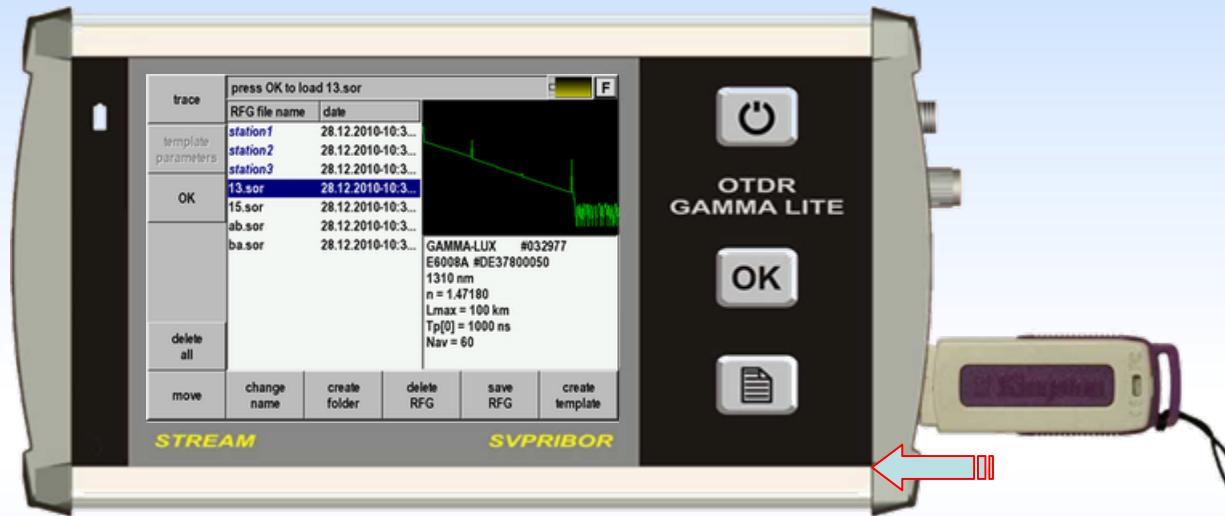 trace
press OK to load 13.sor
F
RFG file name
date
template
parameters
station1
28.12.2010-10:3...
station2
28.12.2010-10:3...
station3
28.12.2010-10:3...
OK
13.sor
28.12.2010-10:3...
15.sor
28.12.2010-10:3...
ab.sor
28.12.2010-10:3...
ba.sor
28.12.2010-10:3...
GAMMA-LUX #032977
E6008A #DE37800050
1310 nm
n = 1.47180
Lmax = 100 km
Tp[0] = 1000 ns
Nav = 60
delete
all
move
change
name
create
folder
delete
RFG
save
RFG
create
template
STREAM
SVPRIBOR
OTDR
GAMMA LITE
OK
Kingston